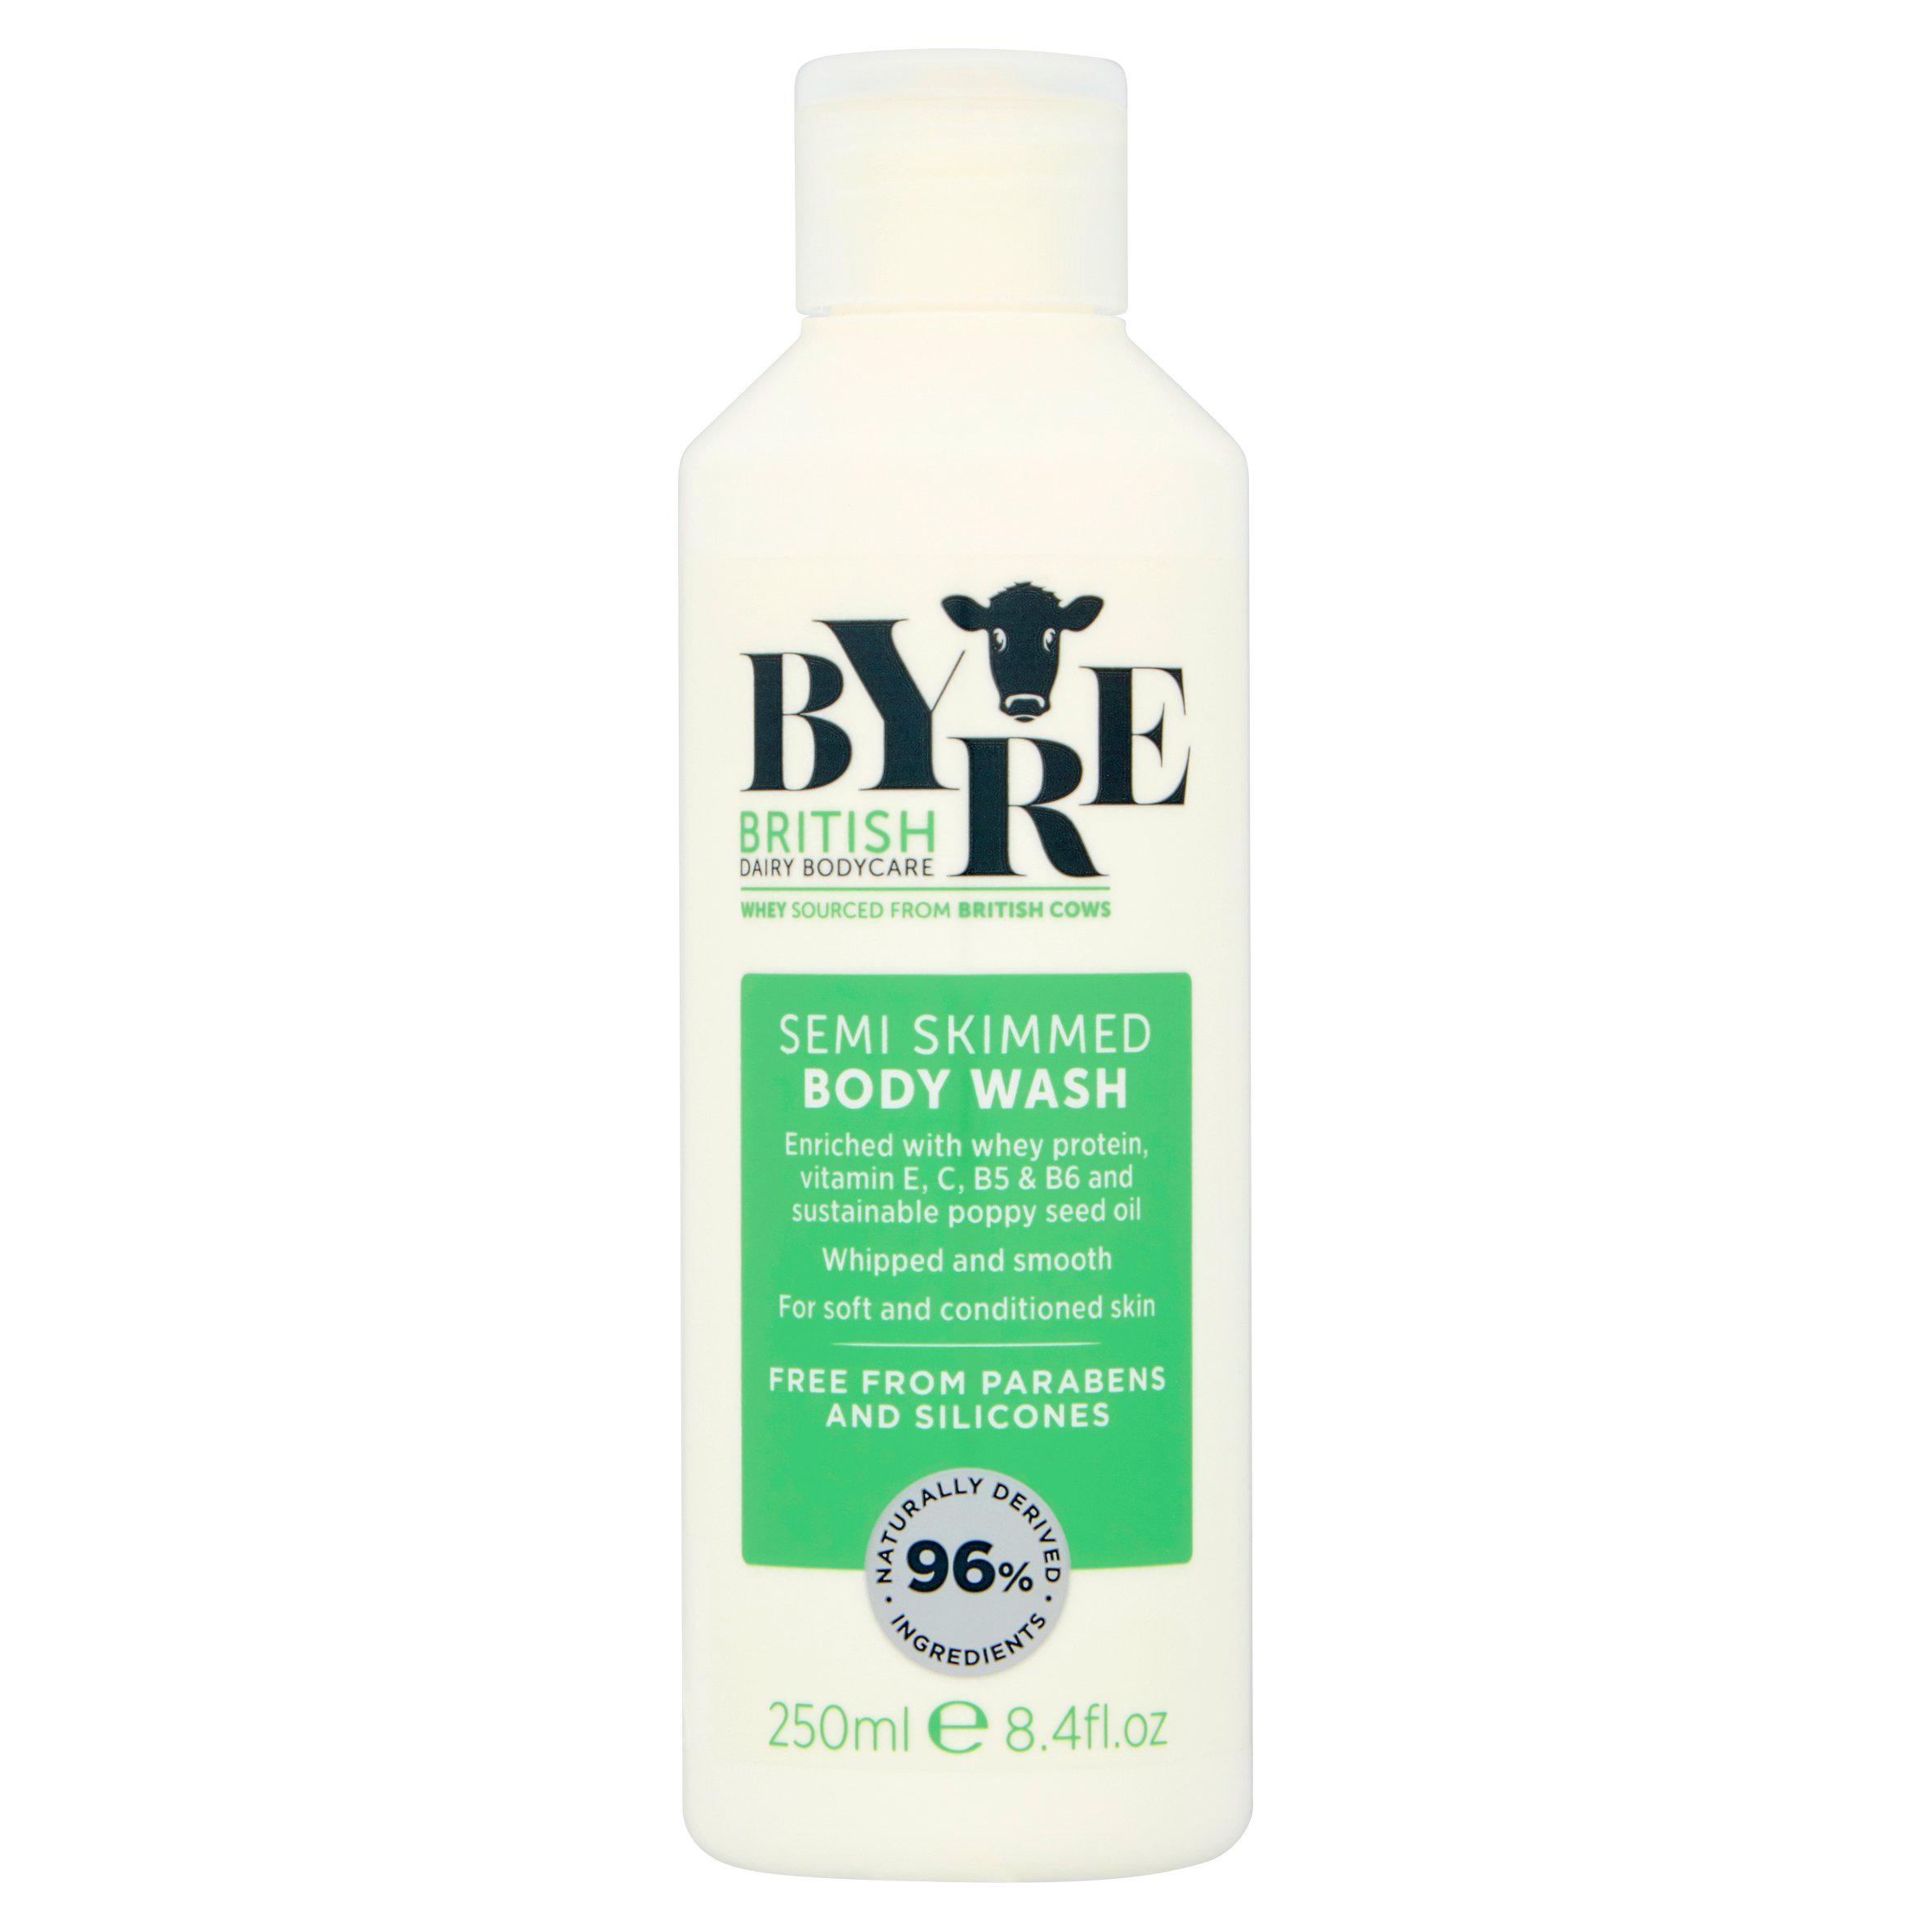 BYRE
BRITISH
DAIRY BODYCARE
WHEY SOURCED FROM BRITISH COWS
SEMI SKIMMED
BODY WASH
Enriched with whey protein,
vitamin E, C, B5 & B6 and
sustainable poppy seed oil
Whipped and smooth
For soft and conditioned skin
FREE FROM PARABENS
AND SILICONES
• NATURALLY DERIVED •
96%
INGREDIENTS
250ml e 8.4fl.oz